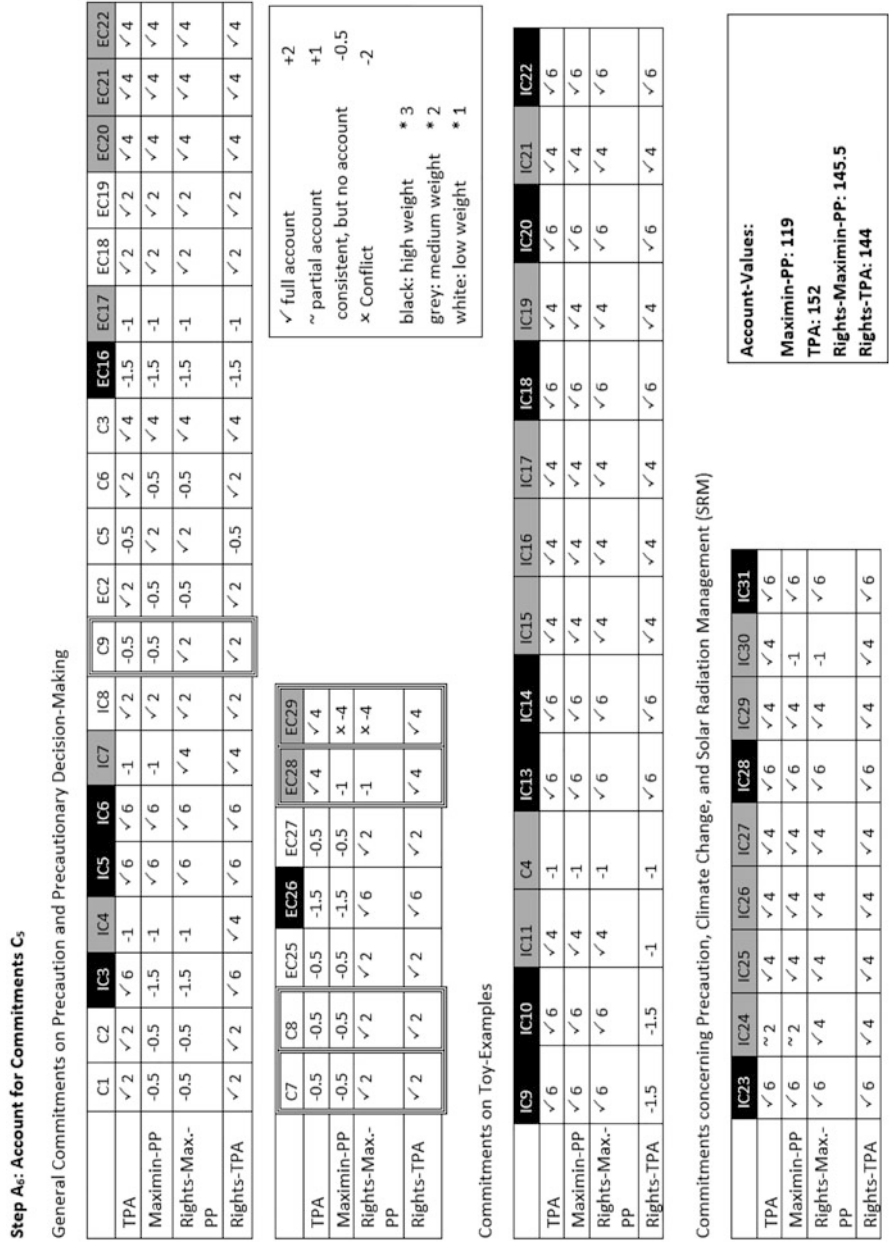 Step A₆: Account for Commitments C₅
General Commitments on Precaution and Precautionary Decision-Making
C1 C2 IC3 IC4 IC5 IC6 IC7 IC8 C9 EC2 C5 C6 C3 EC16 EC17 EC18 EC19 EC20 EC21 EC22
TPA ✓ 2 ✓ 2 ✓ 6 -1 ✓ 6 ✓ 6 -1 ✓ 2 -0.5 ✓ 2 -0.5 ✓ 2 ✓ 4 -1.5 -1 ✓ 2 ✓ 2 ✓ 4 ✓ 4 ✓ 4
Maximin-PP -0.5 -0.5 -1.5 -1 ✓ 6 ✓ 6 -1 ✓ 2 -0.5 -0.5 ✓ 2 -0.5 ✓ 4 -1.5 -1 ✓ 2 ✓ 2 ✓ 4 ✓ 4 ✓ 4
Rights-Max.- -0.5 -0.5 -1.5 -1 ✓ 6 ✓ 6 ✓ 4 ✓ 2 ✓ 2 -0.5 ✓ 2 -0.5 ✓ 4 -1.5 -1 ✓ 2 ✓ 2 ✓ 4 ✓ 4 ✓ 4
PP
Rights-TPA ✓ 2 ✓ 2 ✓ 6 ✓ 4 ✓ 6 ✓ 6 ✓ 4 ✓ 2 ✓ 2 ✓ 2 -0.5 ✓ 2 ✓ 4 -1.5 -1 ✓ 2 ✓ 2 ✓ 4 ✓ 4 ✓ 4
C7 C8 EC25 EC26 EC27 EC28 EC29
TPA -0.5 -0.5 -0.5 -1.5 -0.5 ✓ 4 ✓ 4
Maximin-PP -0.5 -0.5 -0.5 -1.5 -0.5 -1 × -4
Rights-Max.- ✓ 2 ✓ 2 ✓ 2 ✓ 6 ✓ 2 -1 × -4
PP
Rights-TPA ✓ 2 ✓ 2 ✓ 2 ✓ 6 ✓ 2 ✓ 4 ✓ 4
✓ full account +2
~ partial account +1
consistent, but no account -0.5
× Conflict -2
black: high weight * 3
grey: medium weight * 2
white: low weight * 1
Commitments on Toy-Examples
IC9 IC10 IC11 C4 IC13 IC14 IC15 IC16 IC17 IC18 IC19 IC20 IC21 IC22
TPA ✓ 6 ✓ 6 ✓ 4 -1 ✓ 6 ✓ 6 ✓ 4 ✓ 4 ✓ 4 ✓ 6 ✓ 4 ✓ 6 ✓ 4 ✓ 6
Maximin-PP ✓ 6 ✓ 6 ✓ 4 -1 ✓ 6 ✓ 6 ✓ 4 ✓ 4 ✓ 4 ✓ 6 ✓ 4 ✓ 6 ✓ 4 ✓ 6
Rights-Max.- ✓ 6 ✓ 6 ✓ 4 -1 ✓ 6 ✓ 6 ✓ 4 ✓ 4 ✓ 4 ✓ 6 ✓ 4 ✓ 6 ✓ 4 ✓ 6
PP
Rights-TPA -1.5 -1.5 -1 -1 ✓ 6 ✓ 6 ✓ 4 ✓ 4 ✓ 4 ✓ 6 ✓ 4 ✓ 6 ✓ 4 ✓ 6
Commitments concerning Precaution, Climate Change, and Solar Radiation Management (SRM)
IC23 IC24 IC25 IC26 IC27 IC28 IC29 IC30 IC31
TPA ✓ 6 ~ 2 ✓ 4 ✓ 4 ✓ 4 ✓ 6 ✓ 4 ✓ 4 ✓ 6
Maximin-PP ✓ 6 ~ 2 ✓ 4 ✓ 4 ✓ 4 ✓ 6 ✓ 4 -1 ✓ 6
Rights-Max.- ✓ 6 ✓ 4 ✓ 4 ✓ 4 ✓ 4 ✓ 6 ✓ 4 -1 ✓ 6
PP
Rights-TPA ✓ 6 ✓ 4 ✓ 4 ✓ 4 ✓ 4 ✓ 6 ✓ 4 ✓ 4 ✓ 6
Account-Values:
Maximin-PP: 119
TPA: 152
Rights-Maximin-PP: 145.5
Rights-TPA: 144